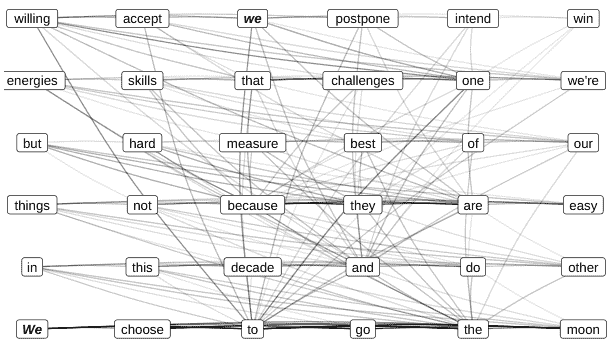 willing accept we postpone intend win
energies skills that challenges one we're
but hard measure best of our
things not because they are easy
in this decade and do other
We choose to go the moon